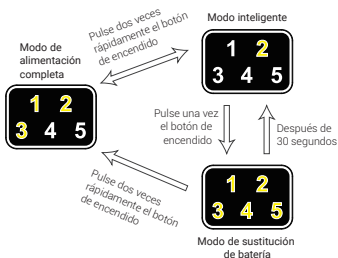 Modo inteligente
1 2
3 4 5
Pulse dos veces
rápidamente el botón
de encendido
Modo de
alimentación
completa
1 2
3 4 5
Pulse una vez
el botón de
encendido
Después de
30 segundos
Pulse dos veces
rápidamente el botón
de encendido
1 2
3 4 5
Modo de sustitución
de batería